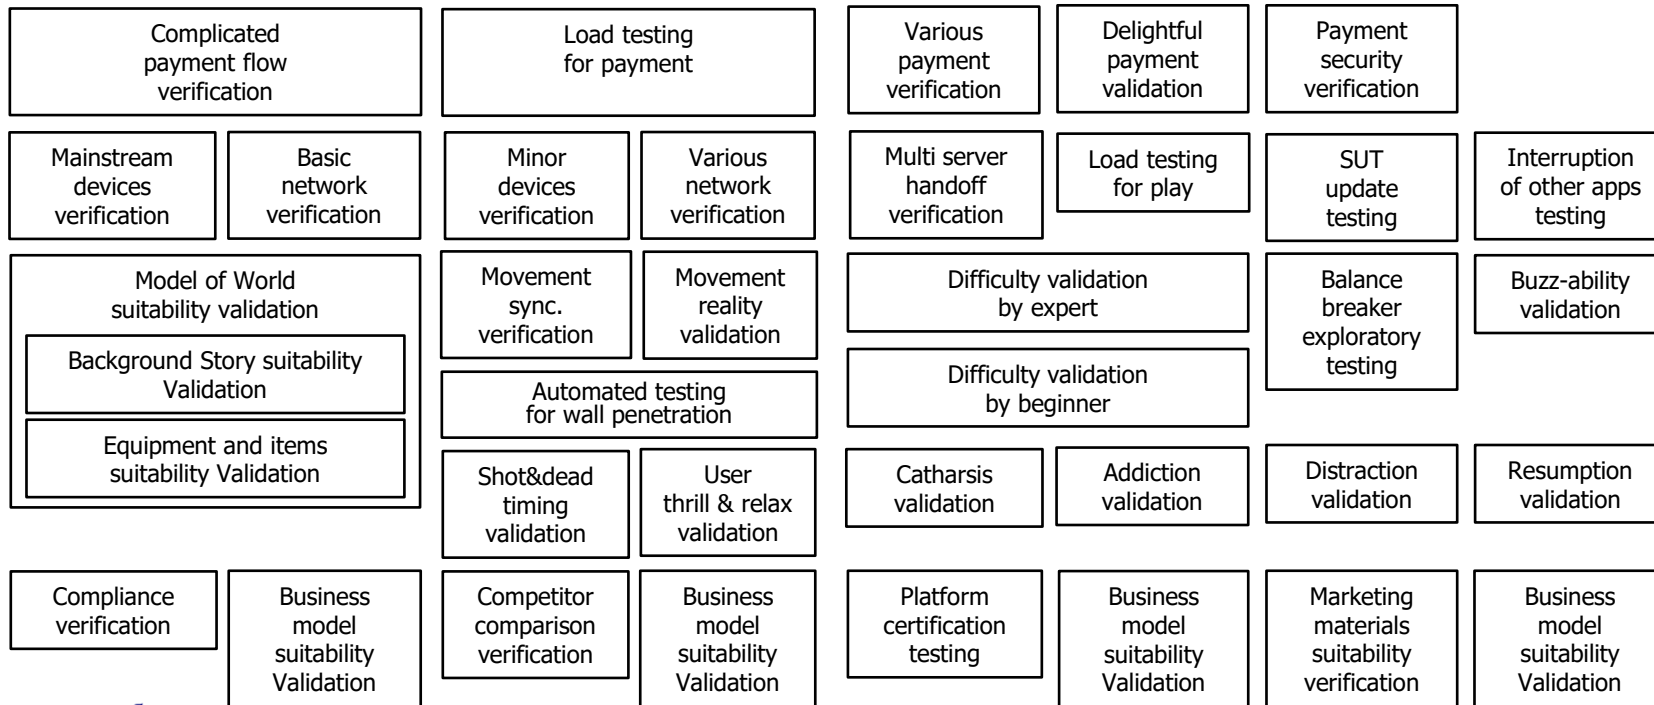 Complicated
payment flow
verification
Load testing
for payment
Various
payment
verification
Delightful
payment
validation
Payment
security
verification
Mainstream
devices
verification
Basic
network
verification
Minor
devices
verification
Various
network
verification
Multi server
handoff
verification
Load testing
for play
SUT
update
testing
Interruption
of other apps
testing
Model of World
suitability validation
Background Story suitability
Validation
Equipment and items
suitability Validation
Movement
sync.
verification
Movement
reality
validation
Automated testing
for wall penetration
Shot&dead
timing
validation
User
thrill & relax
validation
Difficulty validation
by expert
Difficulty validation
by beginner
Balance
breaker
exploratory
testing
Buzz-ability
validation
Catharsis
validation
Addiction
validation
Distraction
validation
Resumption
validation
Compliance
verification
Business
model
suitability
Validation
Competitor
comparison
verification
Business
model
suitability
Validation
Platform
certification
testing
Business
model
suitability
Validation
Marketing
materials
suitability
verification
Business
model
suitability
Validation